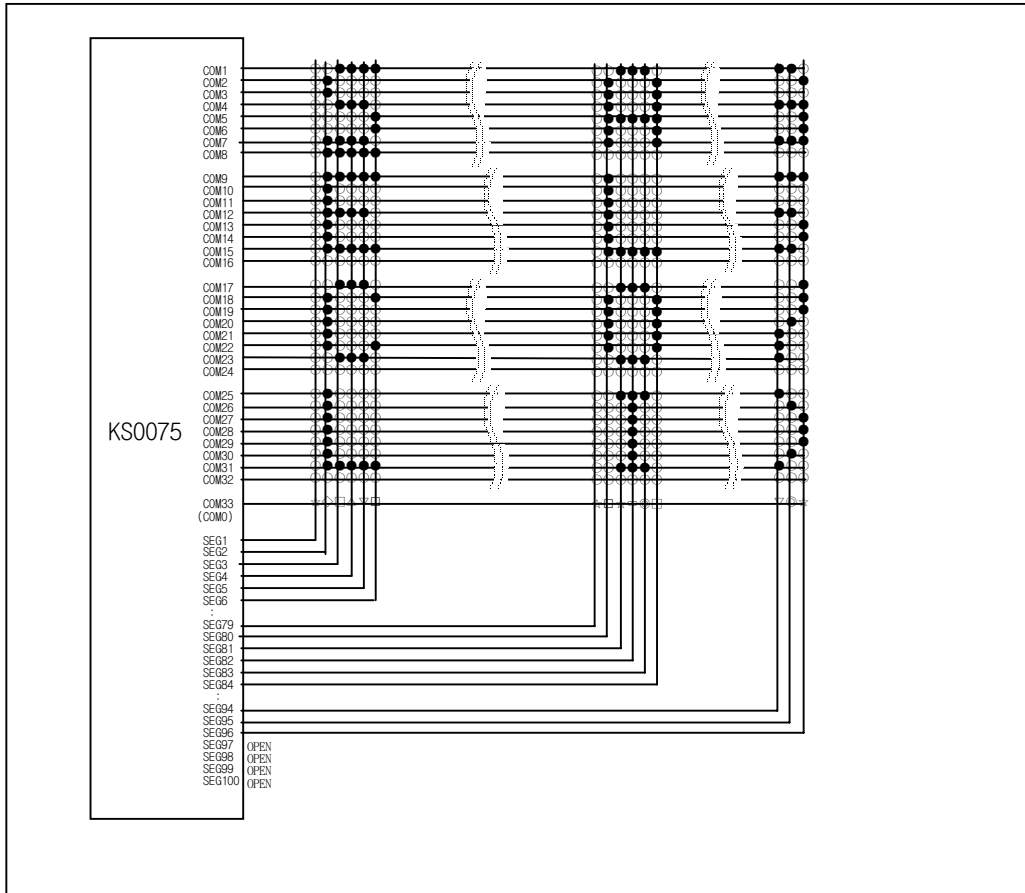 COM1
COM2
COM3
COM4
COM5
COM6
COM7
COM8
COM9
COM10
COM11
COM12
COM13
COM14
COM15
COM16
COM17
COM18
COM19
COM20
COM21
COM22
COM23
COM24
COM25
COM26
COM27
COM28
KS0075
COM29
COM30
COM31
COM32
COM33
(COM0)
SEG1
SEG2
SEG3
SEG4
SEG5
SEG6
:
SEG79
SEG80
SEG81
SEG82
SEG83
SEG84
:
SEG94
SEG95
SEG96
SEG97 OPEN
SEG98 OPEN
SEG99 OPEN
SEG100 OPEN